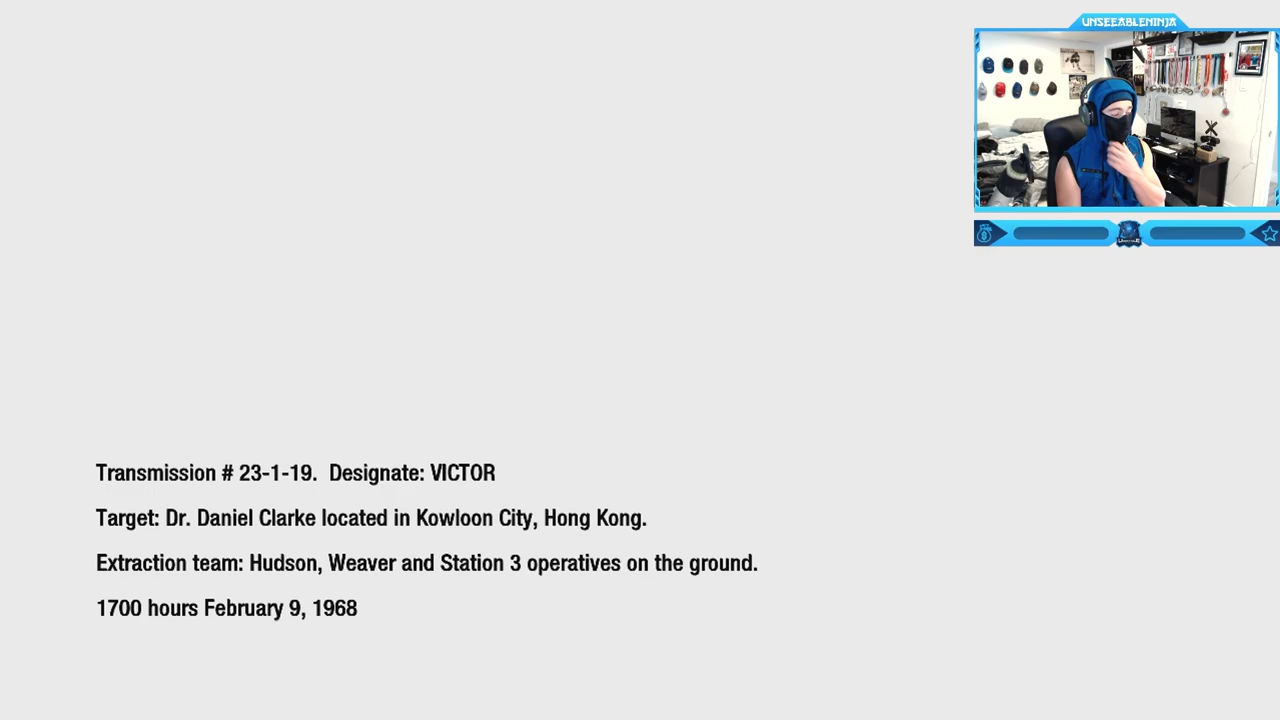 UNSEEABLENINJA
Transmission # 23-1-19.  Designate: VICTOR
Target: Dr. Daniel Clarke located in Kowloon City, Hong Kong.
Extraction team: Hudson, Weaver and Station 3 operatives on the ground.
1700 hours February 9, 1968